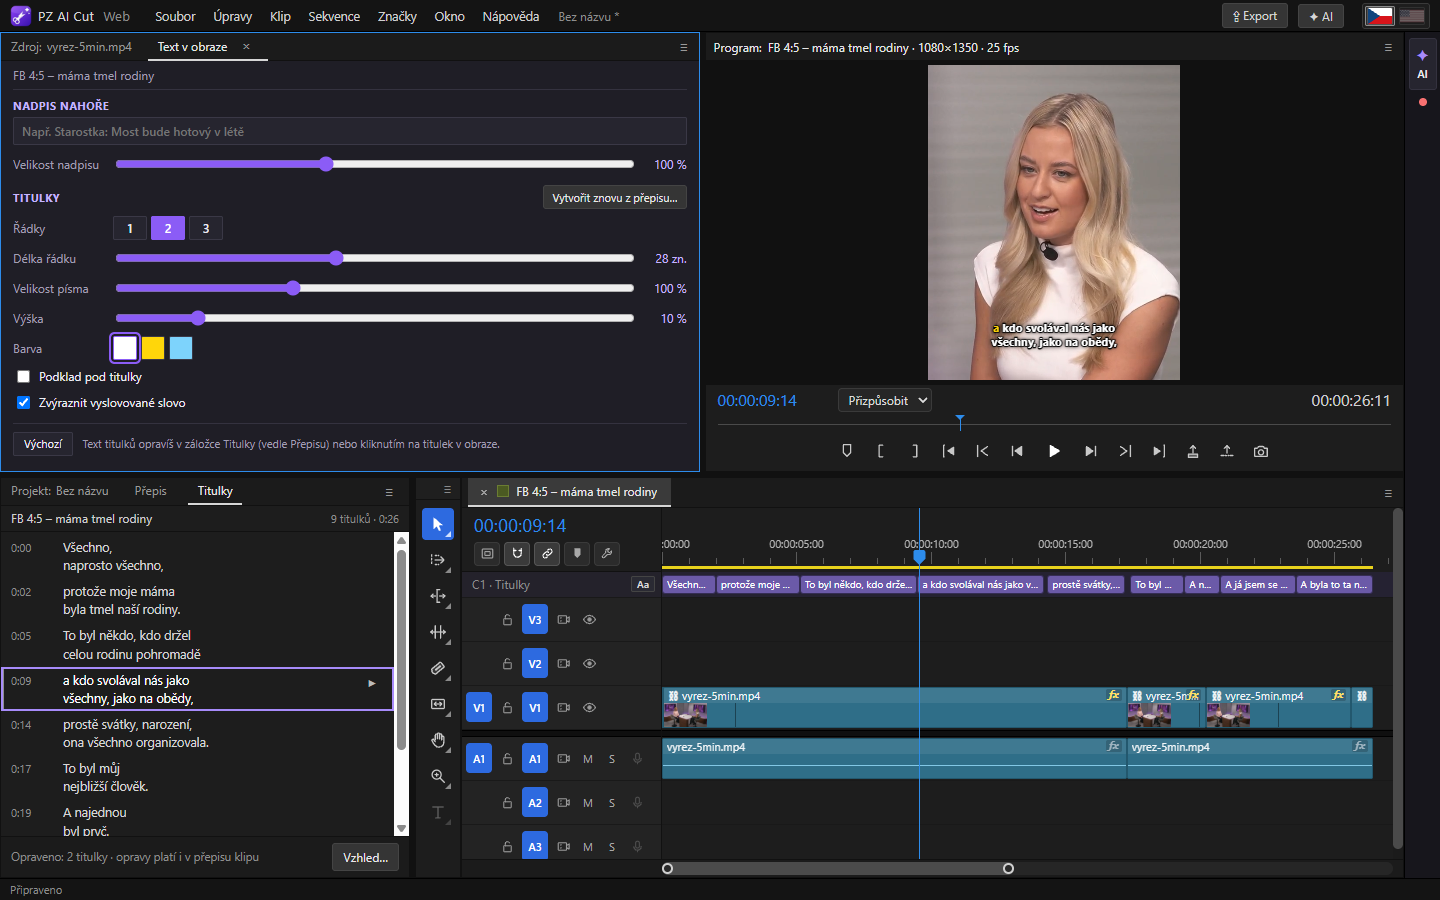 PZ AI Cut Web Soubor Úpravy Klip Sekvence Značky Okno Nápověda Bez názvu * Export AI
Zdroj: vyrez-5min.mp4 Text v obraze
FB 4:5 – máma tmel rodiny
NADPIS NAHOŘE
Např. Starostka: Most bude hotový v létě
Velikost nadpisu 100 %
TITULKY Vytvořit znovu z přepisu...
Řádky 1 2 3
Délka řádku 28 zn.
Velikost písma 100 %
Výška 10 %
Barva
Podklad pod titulky
Zvýraznit vyslovované slovo
Výchozí Text titulků opravíš v záložce Titulky (vedle Přepisu) nebo kliknutím na titulek v obraze.
Program: FB 4:5 – máma tmel rodiny · 1080×1350 · 25 fps
a kdo svolával nás jako
všechny, jako na obědy,
00:00:09:14 Přizpůsobit 00:00:26:11
AI
Projekt: Bez názvu Přepis Titulky
FB 4:5 – máma tmel rodiny 9 titulků · 0:26
0:00 Všechno,
naprosto všechno,
0:02 protože moje máma
byla tmel naší rodiny.
0:05 To byl někdo, kdo držel
celou rodinu pohromadě
0:09 a kdo svolával nás jako
všechny, jako na obědy,
0:14 prostě svátky, narození,
ona všechno organizovala.
0:17 To byl můj
nejbližší člověk.
0:19 A najednou
byl pryč.
Opraveno: 2 titulky · opravy platí i v přepisu klipu Vzhled...
FB 4:5 – máma tmel rodiny
00:00:09:14
:00:00 00:00:05:00 00:00:10:00 00:00:15:00 00:00:20:00 00:00:25:00
C1 · Titulky Aa Všechn... protože moje ... To byl někdo, kdo drže... a kdo svolával nás jako v... prostě svátky,... To byl ... A n... A já jsem se ... A byla to ta n...
V3
V2
V1 V1 vyrez-5min.mp4 fx vyrez-5m fx vyrez-5min.mp4 fx
A1 A1 M S vyrez-5min.mp4 fx vyrez-5min.mp4 fx
A2 M S
A3 M S
Připraveno